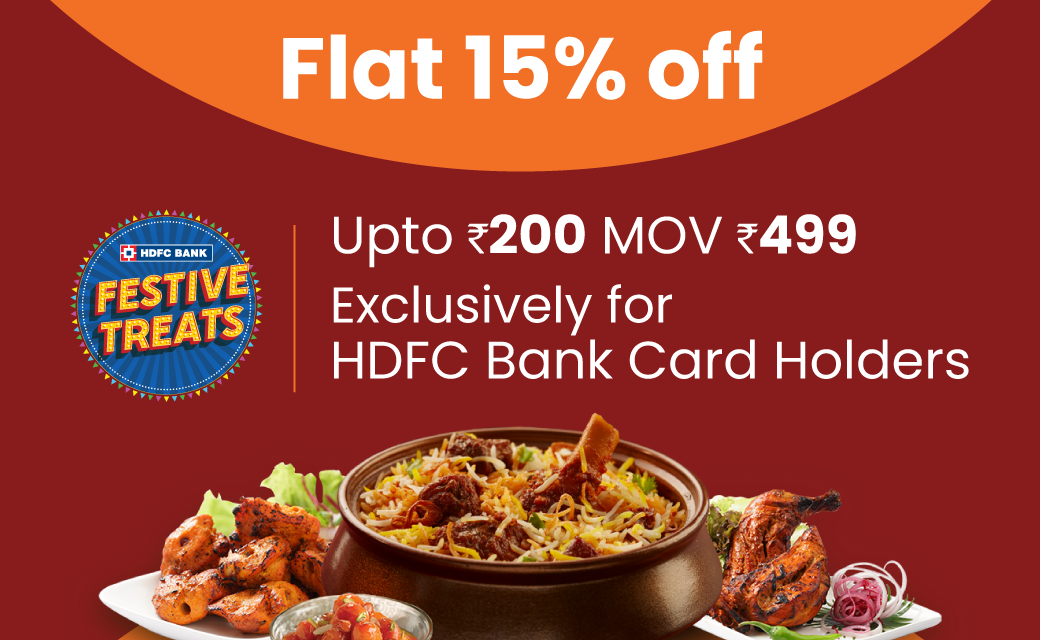 Flat 15% off
HDFC BANK
FESTIVE
TREATS
Upto ₹200 MOV ₹499
Exclusively for
HDFC Bank Card Holders